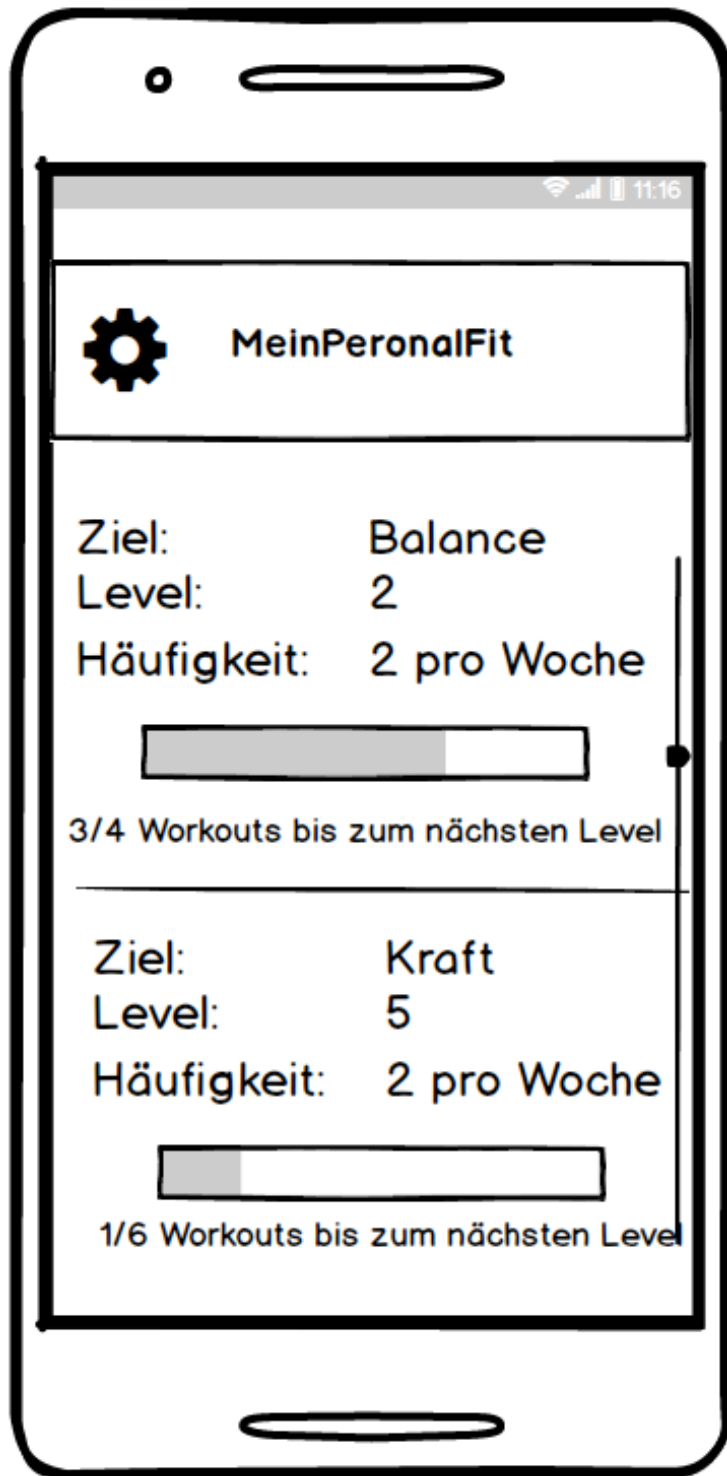 11:16
MeinPeronalFit
Ziel: Balance
Level: 2
Häufigkeit: 2 pro Woche
3/4 Workouts bis zum nächsten Level
Ziel: Kraft
Level: 5
Häufigkeit: 2 pro Woche
1/6 Workouts bis zum nächsten Level